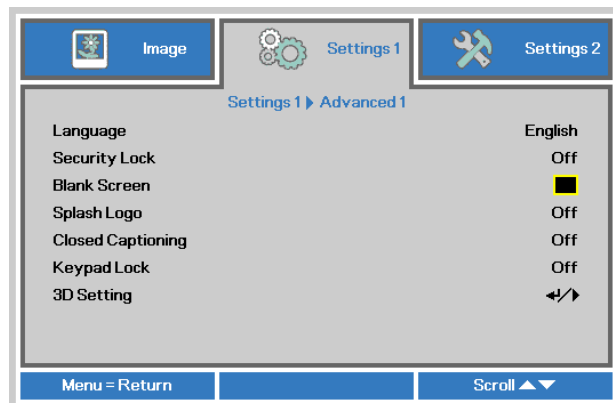 Image
Settings 1
Settings 2
Settings 1 Advanced 1
Language English
Security Lock Off
Blank Screen
Splash Logo Off
Closed Captioning Off
Keypad Lock Off
3D Setting
Menu = Return
Scroll